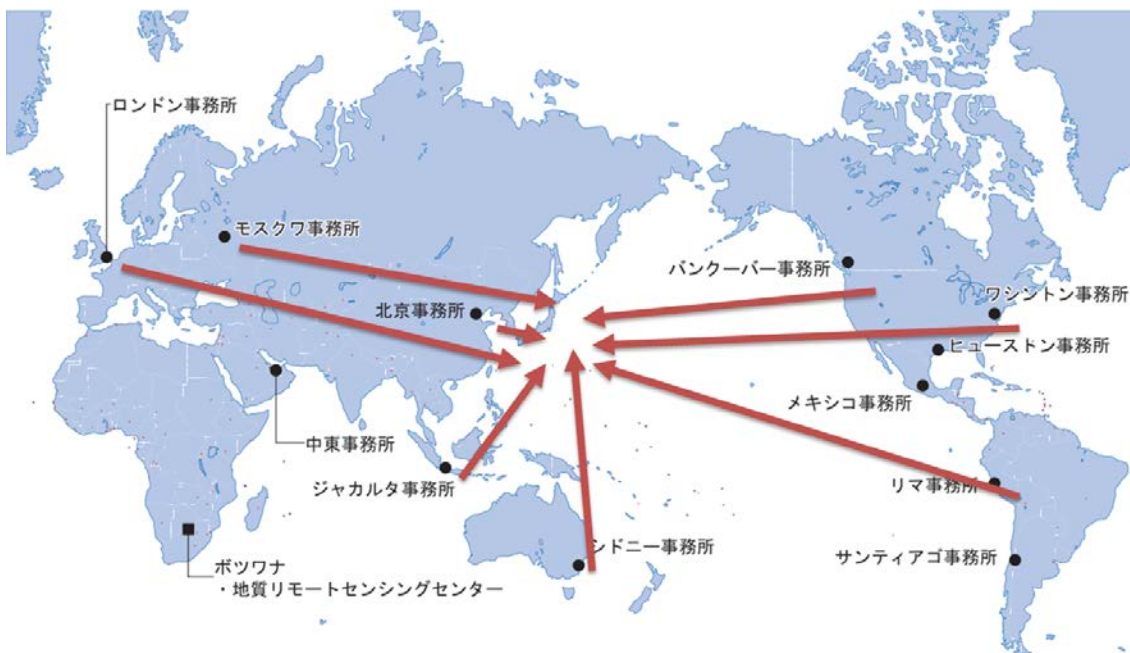 ロンドン事務所
モスクワ事務所
バンクーバー事務所
ワシントン事務所
北京事務所
ヒューストン事務所
メキシコ事務所
中東事務所
ジャカルタ事務所
リマ事務所
シドニー事務所
サンティアゴ事務所
ボツワナ
・地質リモートセンシングセンター